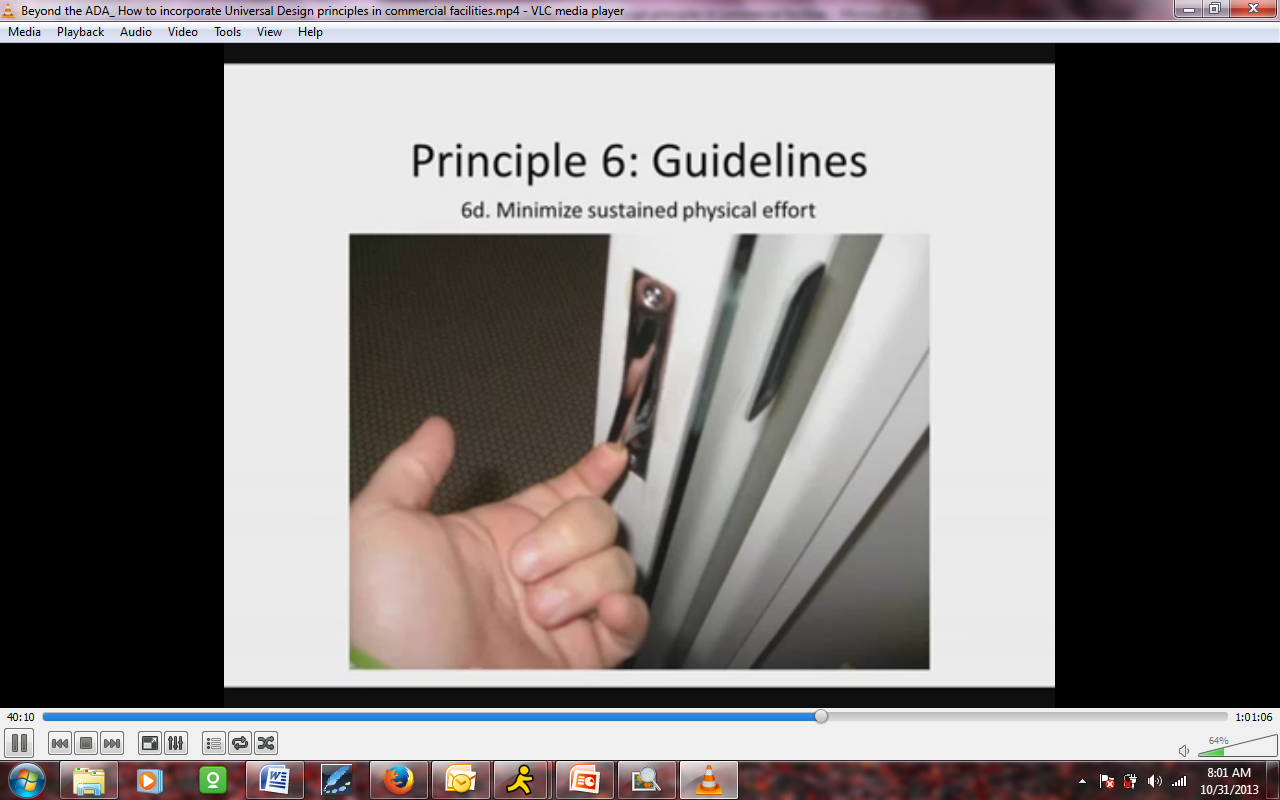 Beyond the ADA_ How to incorporate Universal Design principles in commercial facilities.mp4 - VLC media player
Media Playback Audio Video Tools View Help
Principle 6: Guidelines
6d. Minimize sustained physical effort
40:10
1:01:06
64%
8:01 AM
10/31/2013